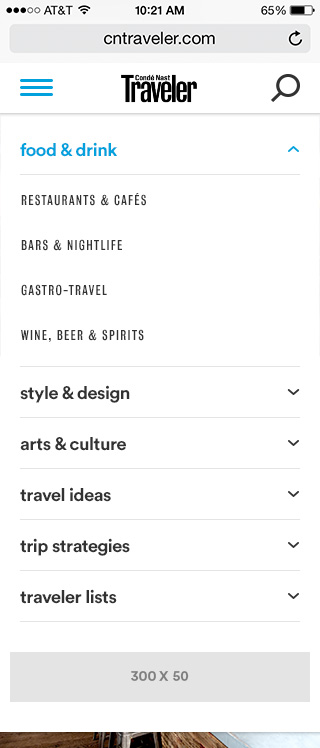 AT&T 10:21 AM 65%
cntraveler.com
Condé Nast
Traveler
food & drink
RESTAURANTS & CAFÉS
BARS & NIGHTLIFE
GASTRO-TRAVEL
WINE, BEER & SPIRITS
style & design
arts & culture
travel ideas
trip strategies
traveler lists
300 X 50